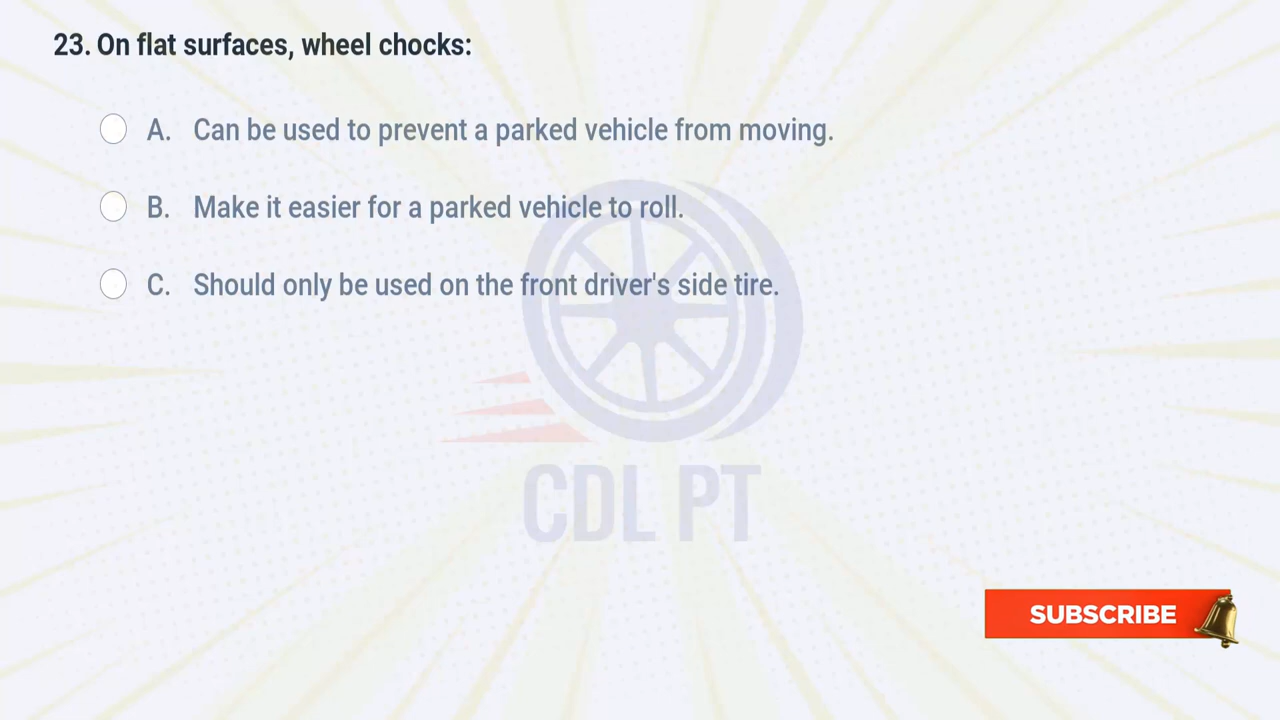 23. On flat surfaces, wheel chocks:
A. Can be used to prevent a parked vehicle from moving.
B. Make it easier for a parked vehicle to roll.
C. Should only be used on the front driver's side tire.
CDL PT
SUBSCRIBE